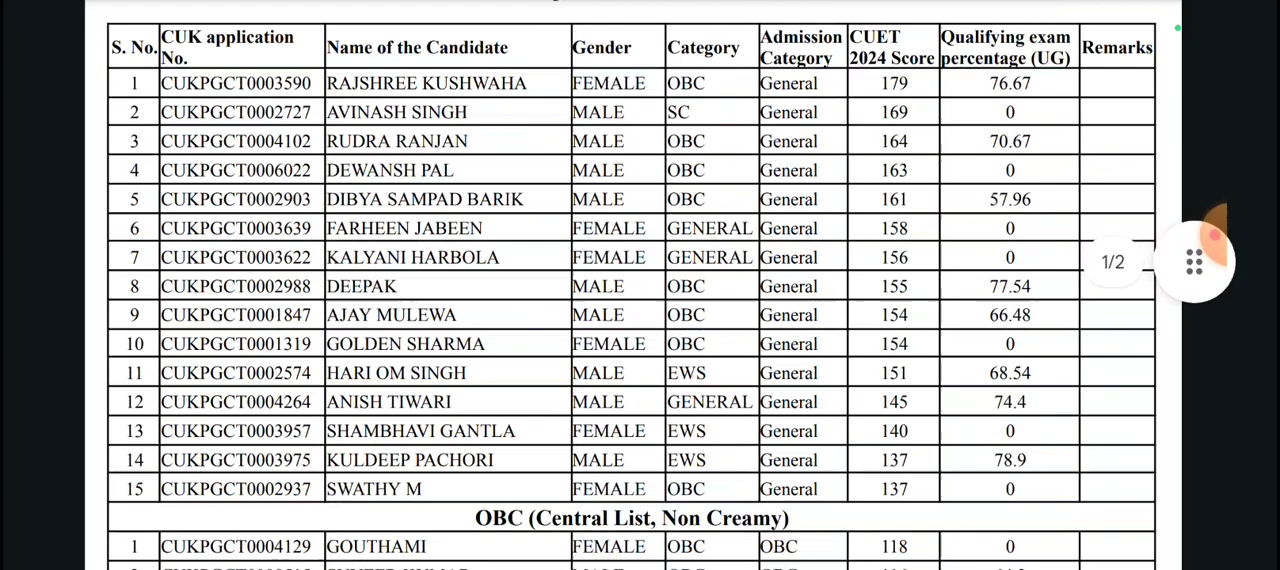 S. No. CUK application No. Name of the Candidate Gender Category Admission Category CUET 2024 Score Qualifying exam percentage (UG) Remarks
1 CUKPGCT0003590 RAJSHREE KUSHWAHA FEMALE OBC General 179 76.67
2 CUKPGCT0002727 AVINASH SINGH MALE SC General 169 0
3 CUKPGCT0004102 RUDRA RANJAN MALE OBC General 164 70.67
4 CUKPGCT0006022 DEWANSH PAL MALE OBC General 163 0
5 CUKPGCT0002903 DIBYA SAMPAD BARIK MALE OBC General 161 57.96
6 CUKPGCT0003639 FARHEEN JABEEN FEMALE GENERAL General 158 0
7 CUKPGCT0003622 KALYANI HARBOLA FEMALE GENERAL General 156 0
1/2
8 CUKPGCT0002988 DEEPAK MALE OBC General 155 77.54
9 CUKPGCT0001847 AJAY MULEWA MALE OBC General 154 66.48
10 CUKPGCT0001319 GOLDEN SHARMA FEMALE OBC General 154 0
11 CUKPGCT0002574 HARI OM SINGH MALE EWS General 151 68.54
12 CUKPGCT0004264 ANISH TIWARI MALE GENERAL General 145 74.4
13 CUKPGCT0003957 SHAMBHAVI GANTLA FEMALE EWS General 140 0
14 CUKPGCT0003975 KULDEEP PACHORI MALE EWS General 137 78.9
15 CUKPGCT0002937 SWATHY M FEMALE OBC General 137 0
OBC (Central List, Non Creamy)
1 CUKPGCT0004129 GOUTHAMI FEMALE OBC OBC 118 0